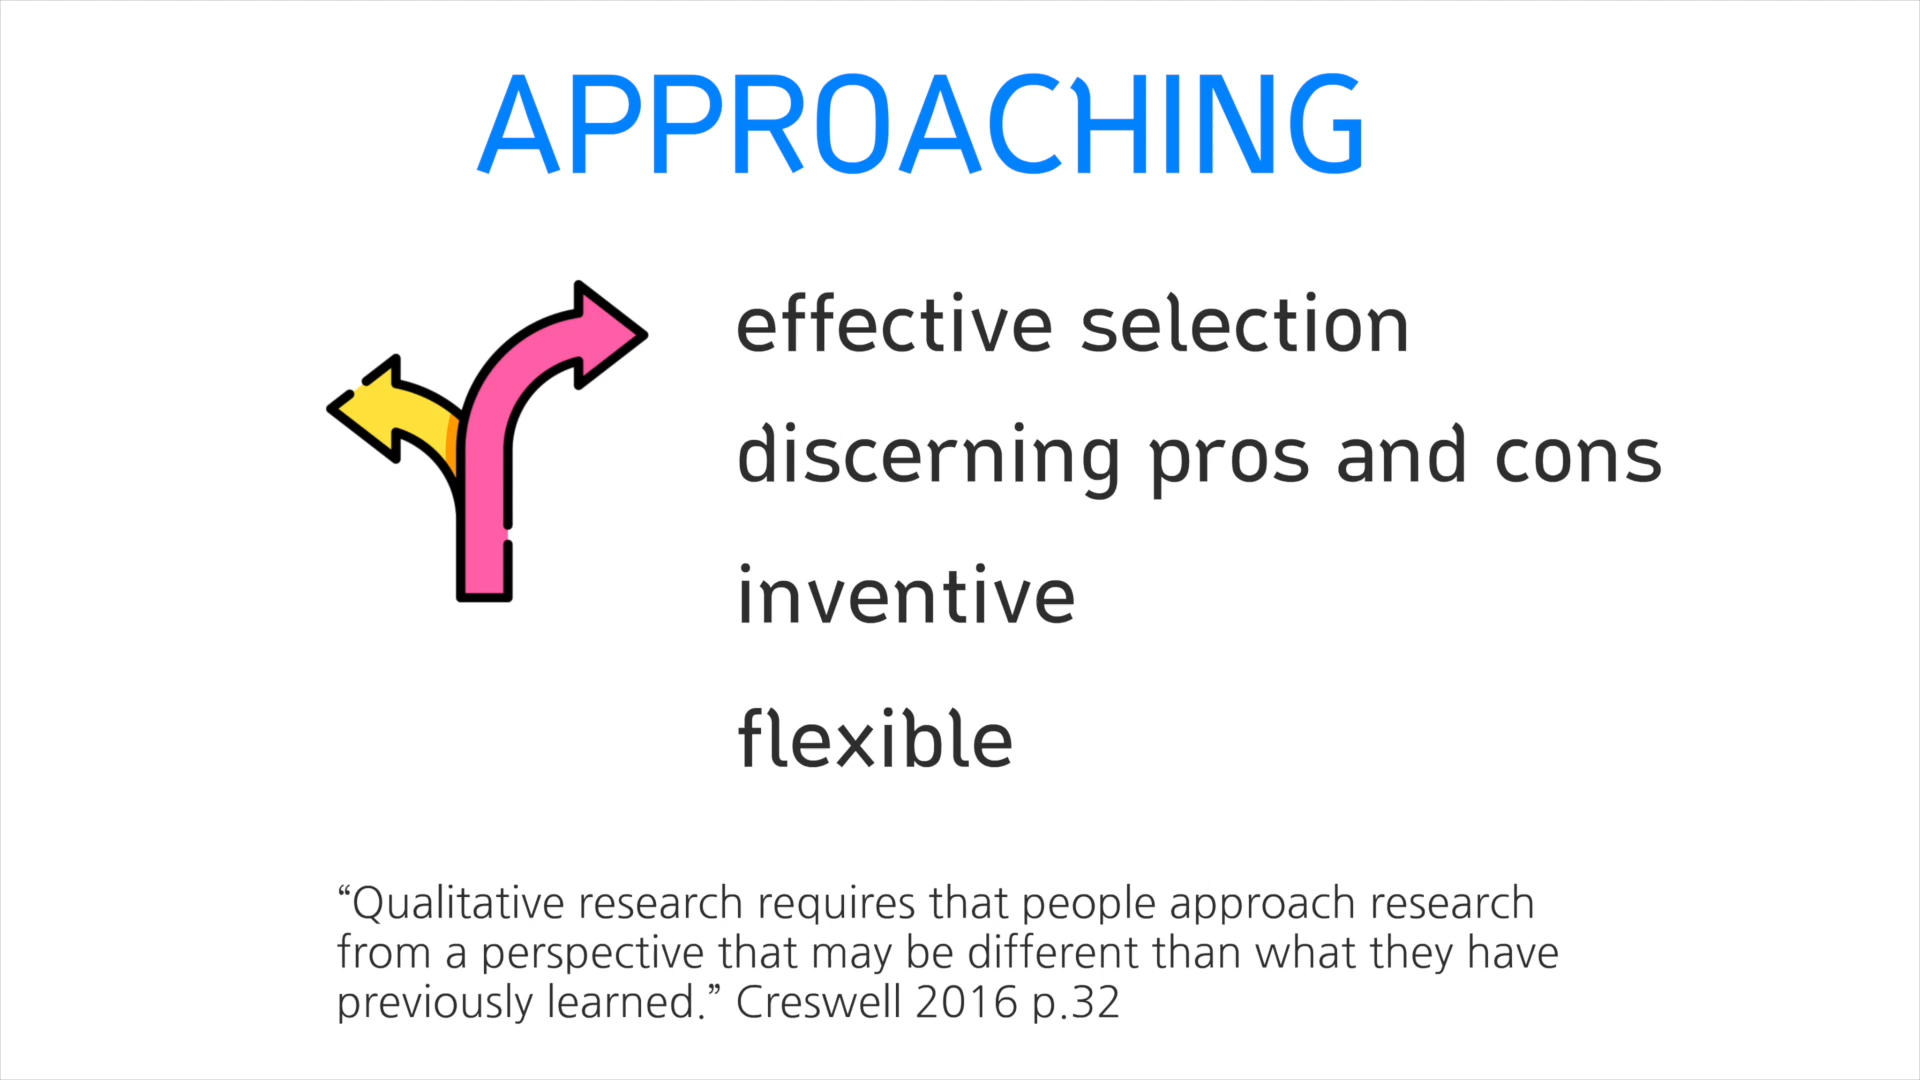 APPROACHING
effective selection
discerning pros and cons
inventive
flexible
“Qualitative research requires that people approach research
from a perspective that may be different than what they have
previously learned.” Creswell 2016 p.32